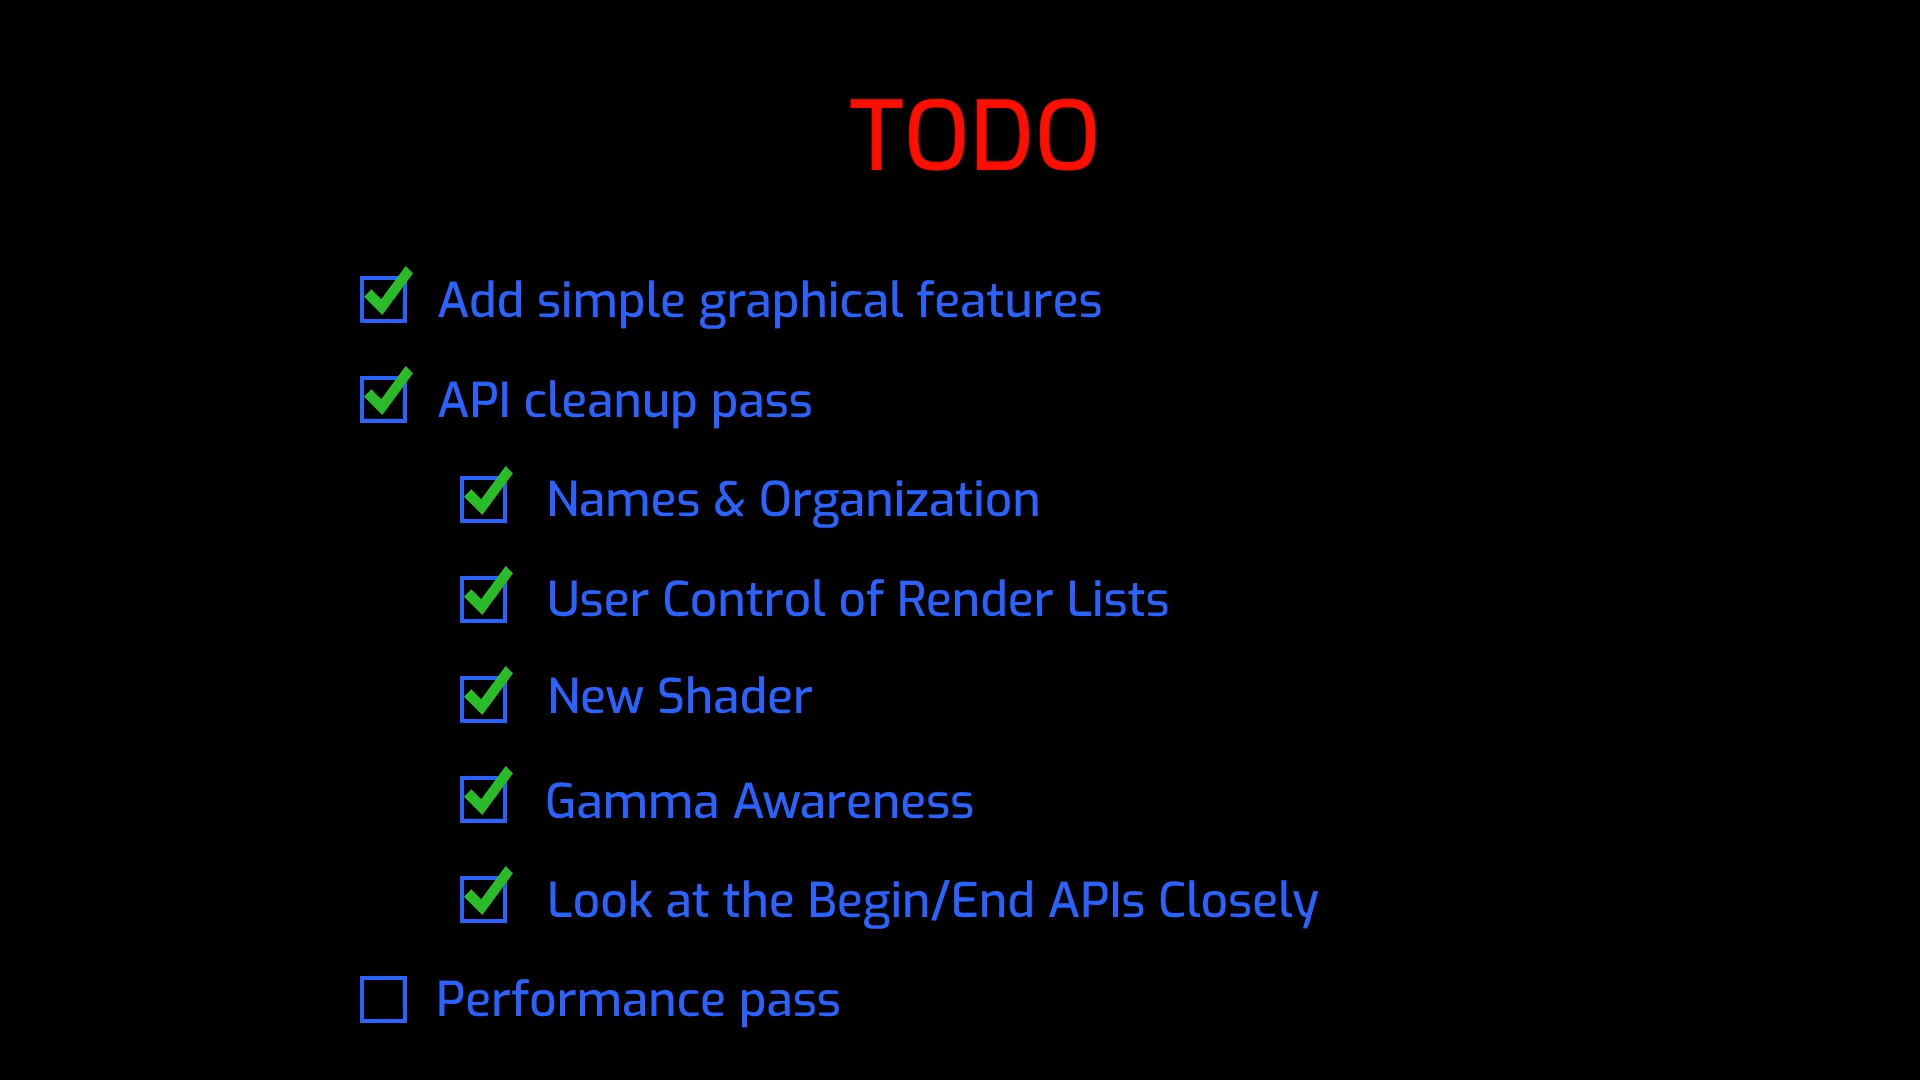 TODO
Add simple graphical features
API cleanup pass
Names & Organization
User Control of Render Lists
New Shader
Gamma Awareness
Look at the Begin/End APIs Closely
Performance pass